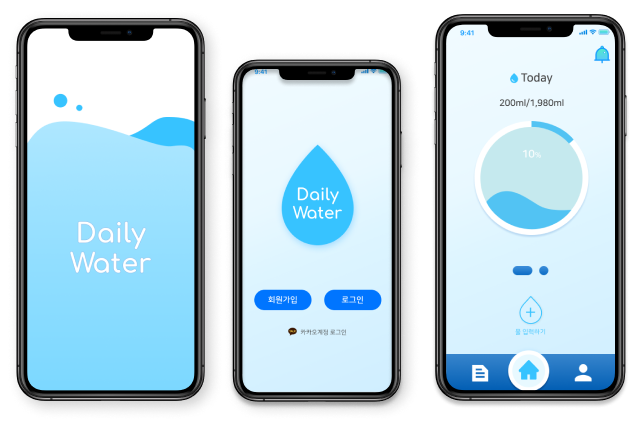 Daily
Water
9:41
Daily
Water
회원가입
로그인
카카오계정 로그인
9:41
Today
200ml/1,980ml
10%
물 입력하기